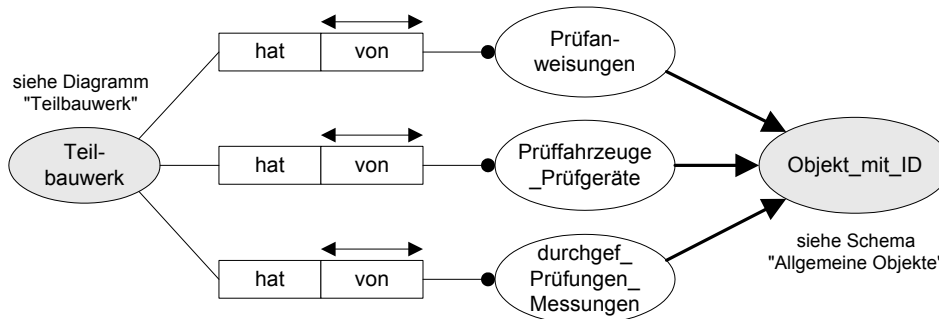 hat
von
Prüfan-
weisungen
siehe Diagramm
"Teilbauwerk"
Teil-
bauwerk
hat
von
Prüffahrzeuge
_Prüfgeräte
Objekt_mit_ID
siehe Schema
"Allgemeine Objekte"
hat
von
durchgef_
Prüfungen_
Messungen